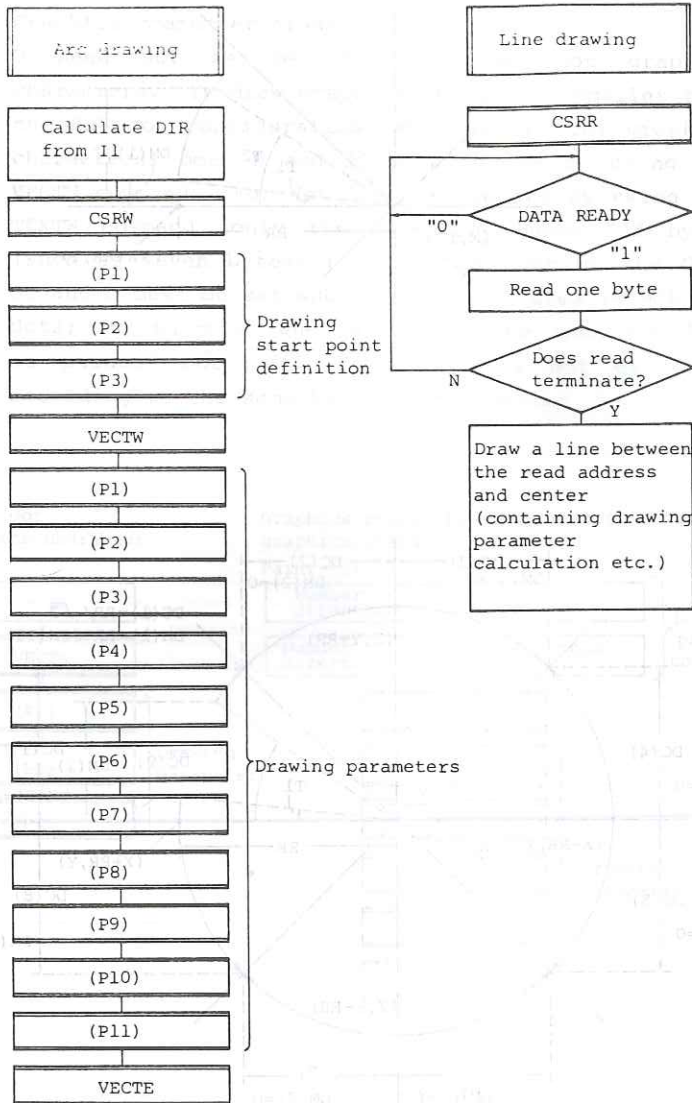 Arc drawing
Calculate DIR
from I1
CSRW
(P1)
(P2)
(P3)
Drawing
start point
definition
VECTW
(P1)
(P2)
(P3)
(P4)
(P5)
(P6)
(P7)
(P8)
(P9)
(P10)
(P11)
Drawing parameters
VECTE
Line drawing
CSRR
DATA READY
"0"
"1"
Read one byte
Does read
terminate?
N
Y
Draw a line between
the read address
and center
(containing drawing
parameter
calculation etc.)